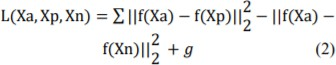 L(Xa, Xp, Xn) = ∑ ||f(Xa) − f(Xp)||₂² − ||f(Xa) −
f(Xn)||₂² + g (2)